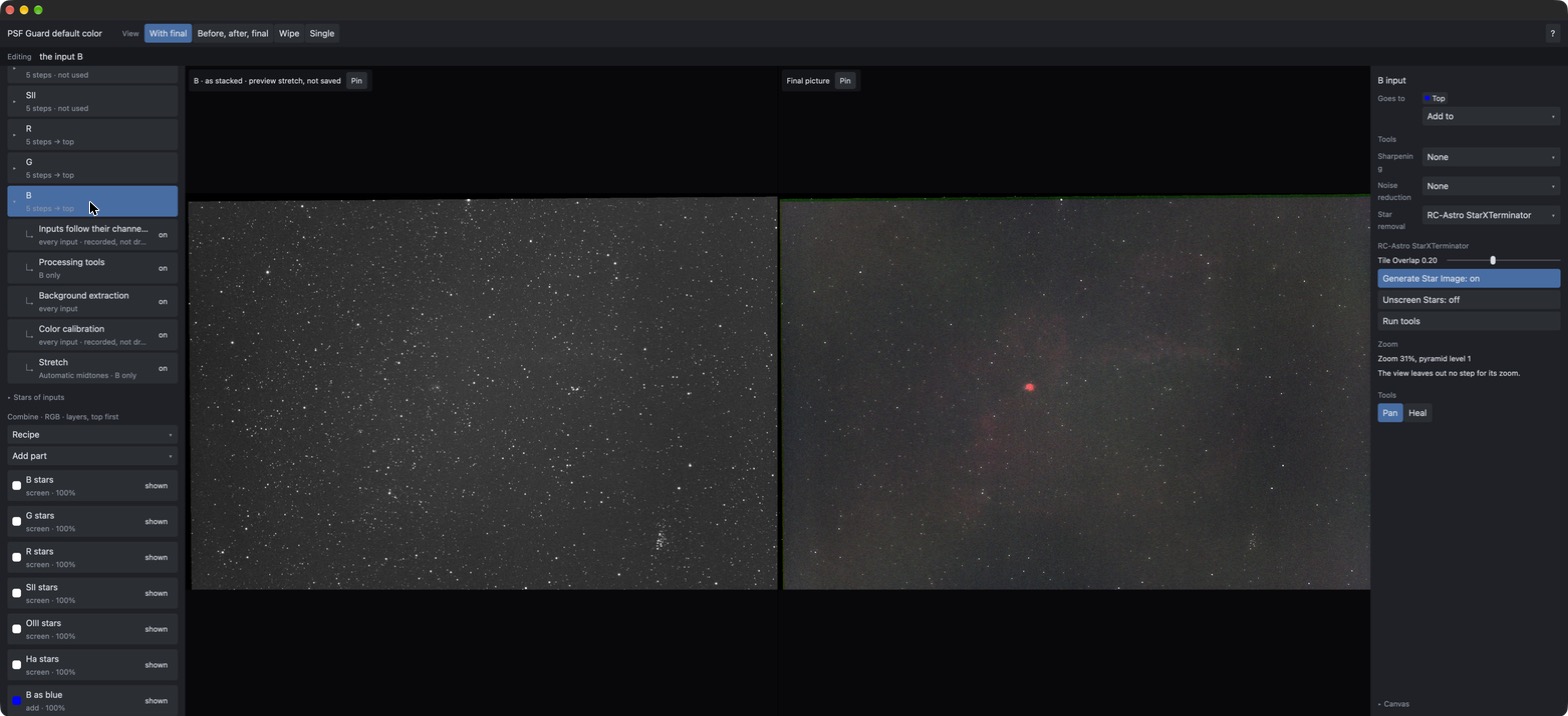 PSF Guard default color
View
With final
Before, after, final
Wipe
Single
?
Editing the input B
5 steps · not used
SII
5 steps · not used
R
5 steps → top
G
5 steps → top
B
5 steps → top
Inputs follow their channe...
every input · recorded, not dr...
on
Processing tools
B only
on
Background extraction
every input
on
Color calibration
every input · recorded, not dr...
on
Stretch
Automatic midtones · B only
on
Stars of inputs
Combine · RGB · layers, top first
Recipe
Add part
B stars
screen · 100%
shown
G stars
screen · 100%
shown
R stars
screen · 100%
shown
SII stars
screen · 100%
shown
OIII stars
screen · 100%
shown
Ha stars
screen · 100%
shown
B as blue
add · 100%
shown
B · as stacked · preview stretch, not saved
Pin
Final picture
Pin
B input
Goes to
Top
Add to
Tools
Sharpenin
g
None
Noise
reduction
None
Star
removal
RC-Astro StarXTerminator
RC-Astro StarXTerminator
Tile Overlap 0.20
Generate Star Image: on
Unscreen Stars: off
Run tools
Zoom
Zoom 31%, pyramid level 1
The view leaves out no step for its zoom.
Tools
Pan
Heal
Canvas